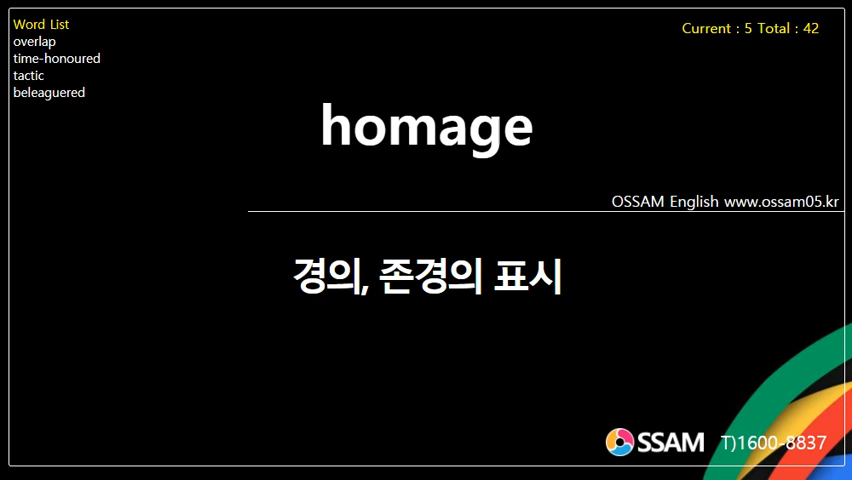 Word List
Current : 5 Total : 42
overlap
time-honoured
tactic
beleaguered
homage
OSSAM English www.ossam05.kr
경의, 존경의 표시
OSSAM T)1600-8837